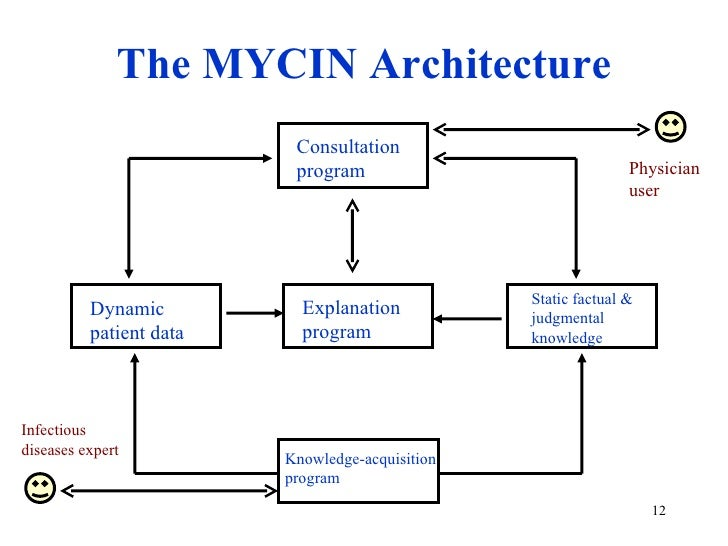 The MYCIN Architecture
Consultation
program
Physician
user
Dynamic
patient data
Explanation
program
Static factual &
judgmental
knowledge
Infectious
diseases expert
Knowledge-acquisition
program
12